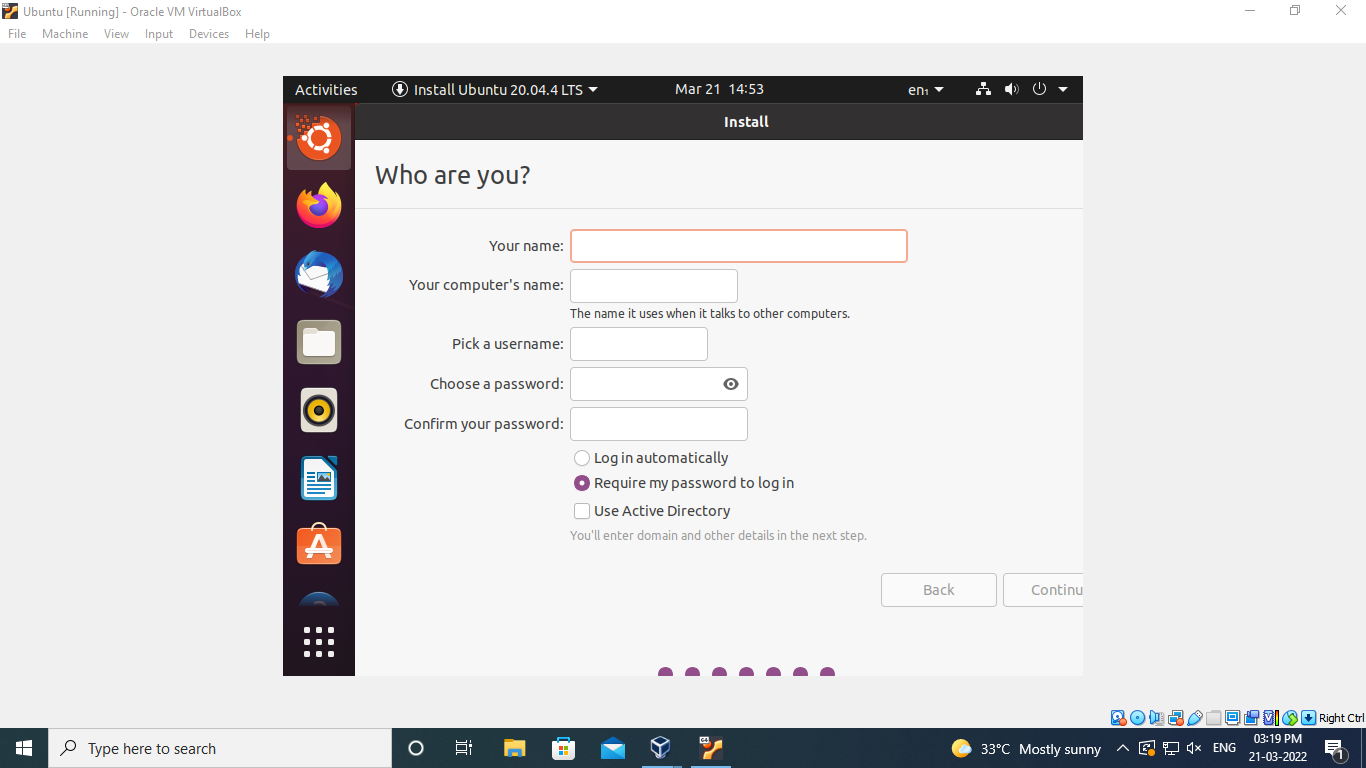 Ubuntu [Running] - Oracle VM VirtualBox
File Machine View Input Devices Help
Activities Install Ubuntu 20.04.4 LTS Mar 21 14:53 en₁
Install
Who are you?
Your name:
Your computer's name:
The name it uses when it talks to other computers.
Pick a username:
Choose a password:
Confirm your password:
Log in automatically
Require my password to log in
Use Active Directory
You'll enter domain and other details in the next step.
Back Continu
Right Ctrl
Type here to search
33°C Mostly sunny
ENG
03:19 PM
21-03-2022
1